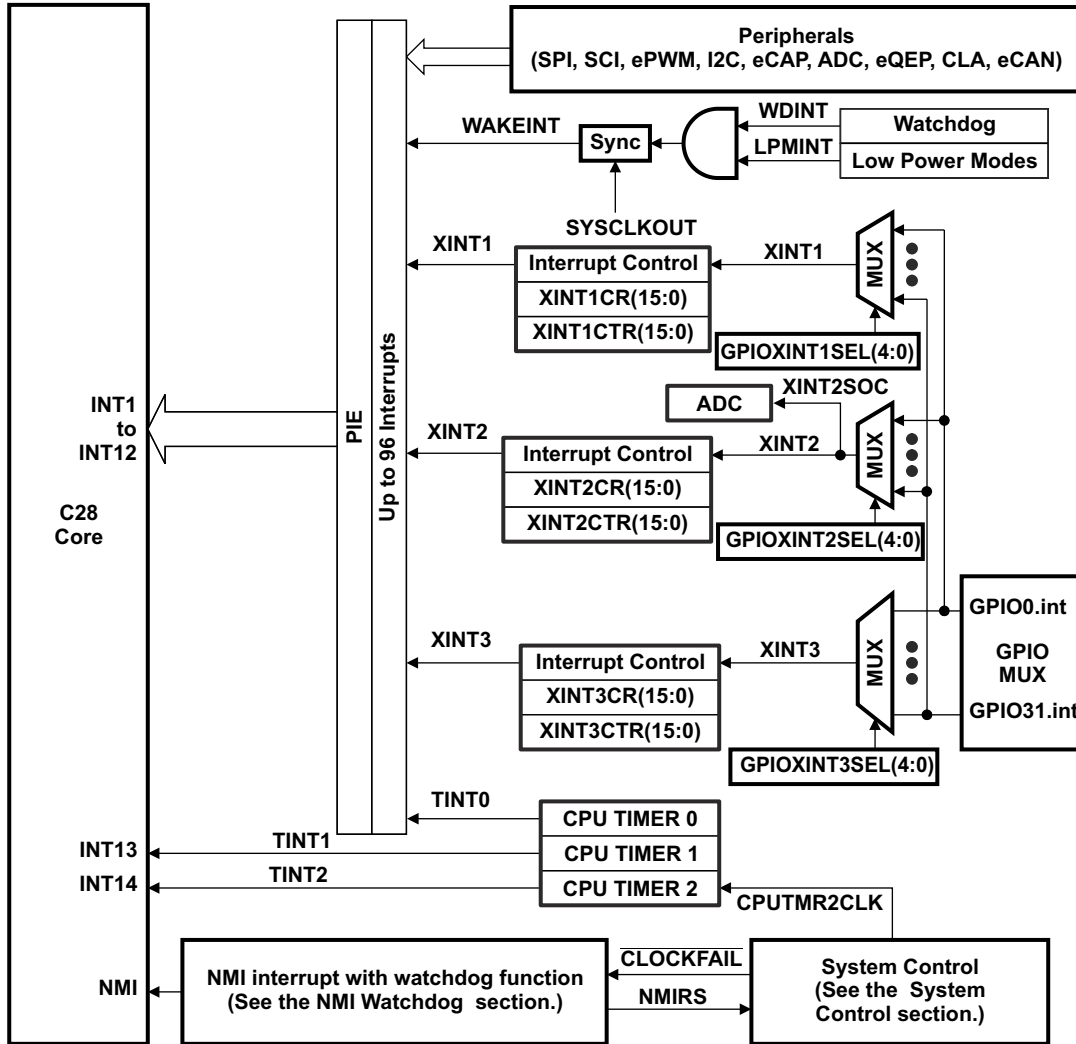 Peripherals
(SPI, SCI, ePWM, I2C, eCAP, ADC, eQEP, CLA, eCAN)
WDINT
Watchdog
WAKEINT
Sync
LPMINT
Low Power Modes
SYSCLKOUT
XINT1
Interrupt Control
XINT1
MUX
XINT1CR(15:0)
XINT1CTR(15:0)
GPIOXINT1SEL(4:0)
XINT2SOC
ADC
INT1
to
INT12
PIE
Up to 96 Interrupts
XINT2
Interrupt Control
XINT2
MUX
XINT2CR(15:0)
XINT2CTR(15:0)
GPIOXINT2SEL(4:0)
C28
Core
GPIO0.int
XINT3
Interrupt Control
XINT3
MUX
GPIO
MUX
XINT3CR(15:0)
XINT3CTR(15:0)
GPIO31.int
GPIOXINT3SEL(4:0)
TINT0
CPU TIMER 0
INT13
TINT1
CPU TIMER 1
INT14
TINT2
CPU TIMER 2
CPUTMR2CLK
NMI
NMI interrupt with watchdog function
(See the NMI Watchdog section.)
CLOCKFAIL
NMIRS
System Control
(See the System
Control section.)